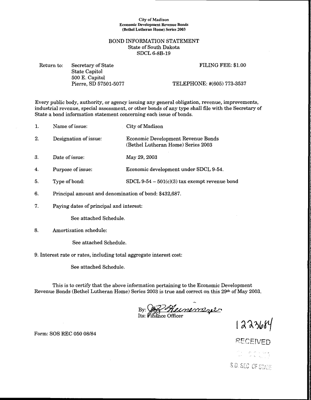 City of Madison
Economic Development Revenue Bonds
(Bethel Lutheran Home) Series 2003
BOND INFORMATION STATEMENT
State of South Dakota
SDCL 6-8B-19
Return to: Secretary of State FILING FEE: $1.00
State Capitol
500 E. Capitol
Pierre, SD 57501-5077 TELEPHONE: #(605) 773-3537
Every public body, authority, or agency issuing any general obligation, revenue, improvements,
industrial revenue, special assessment, or other bonds of any type shall file with the Secretary of
State a bond information statement concerning each issue of bonds.
1. Name of issue: City of Madison
2. Designation of issue: Economic Development Revenue Bonds
(Bethel Lutheran Home) Series 2003
3. Date of issue: May 29, 2003
4. Purpose of issue: Economic development under SDCL 9-54.
5. Type of bond: SDCL 9-54 – 501(c)(3) tax exempt revenue bond
6. Principal amount and denomination of bond: $432,687.
7. Paying dates of principal and interest:
See attached Schedule.
8. Amortization schedule:
See attached Schedule.
9. Interest rate or rates, including total aggregate interest cost:
See attached Schedule.
This is to certify that the above information pertaining to the Economic Development
Revenue Bonds (Bethel Lutheran Home) Series 2003 is true and correct on this 29th of May 2003.
By:
Its: Finance Officer
1223614
Form: SOS REC 050 08/84
RECEIVED
S.D. SEC. OF STATE